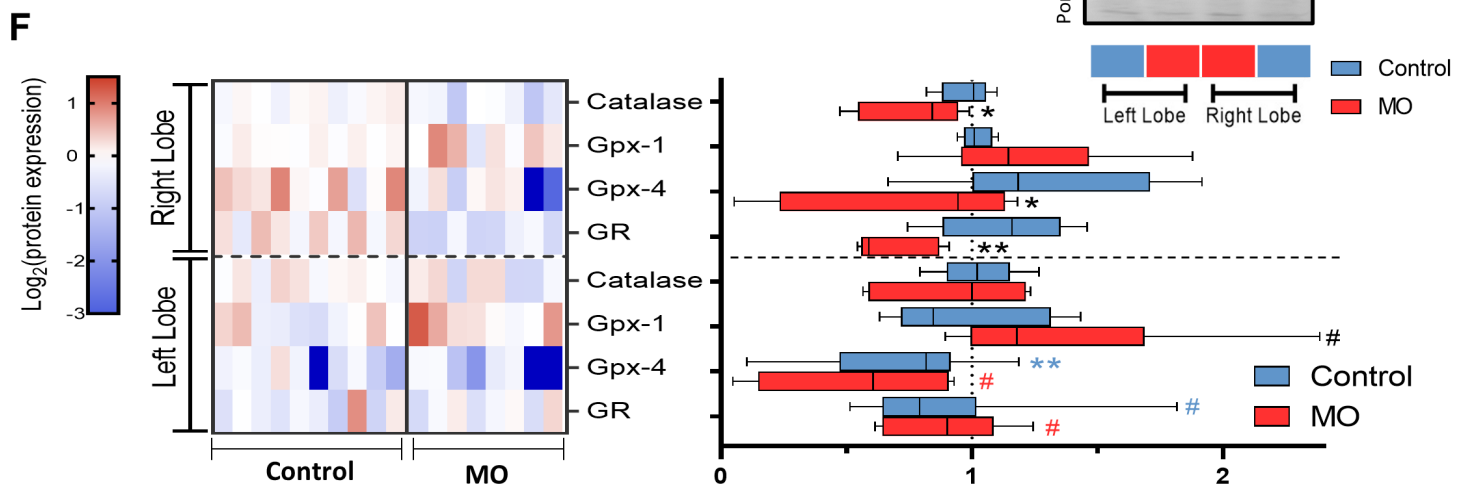 F
Po
Control
MO
Left Lobe Right Lobe
Log2(protein expression)
1
0
-1
-2
-3
Right Lobe
Catalase
Gpx-1
Gpx-4
GR
Left Lobe
Catalase
Gpx-1
Gpx-4
GR
Control MO
*
*
**
#
**
#
#
#
Control
MO
0 1 2